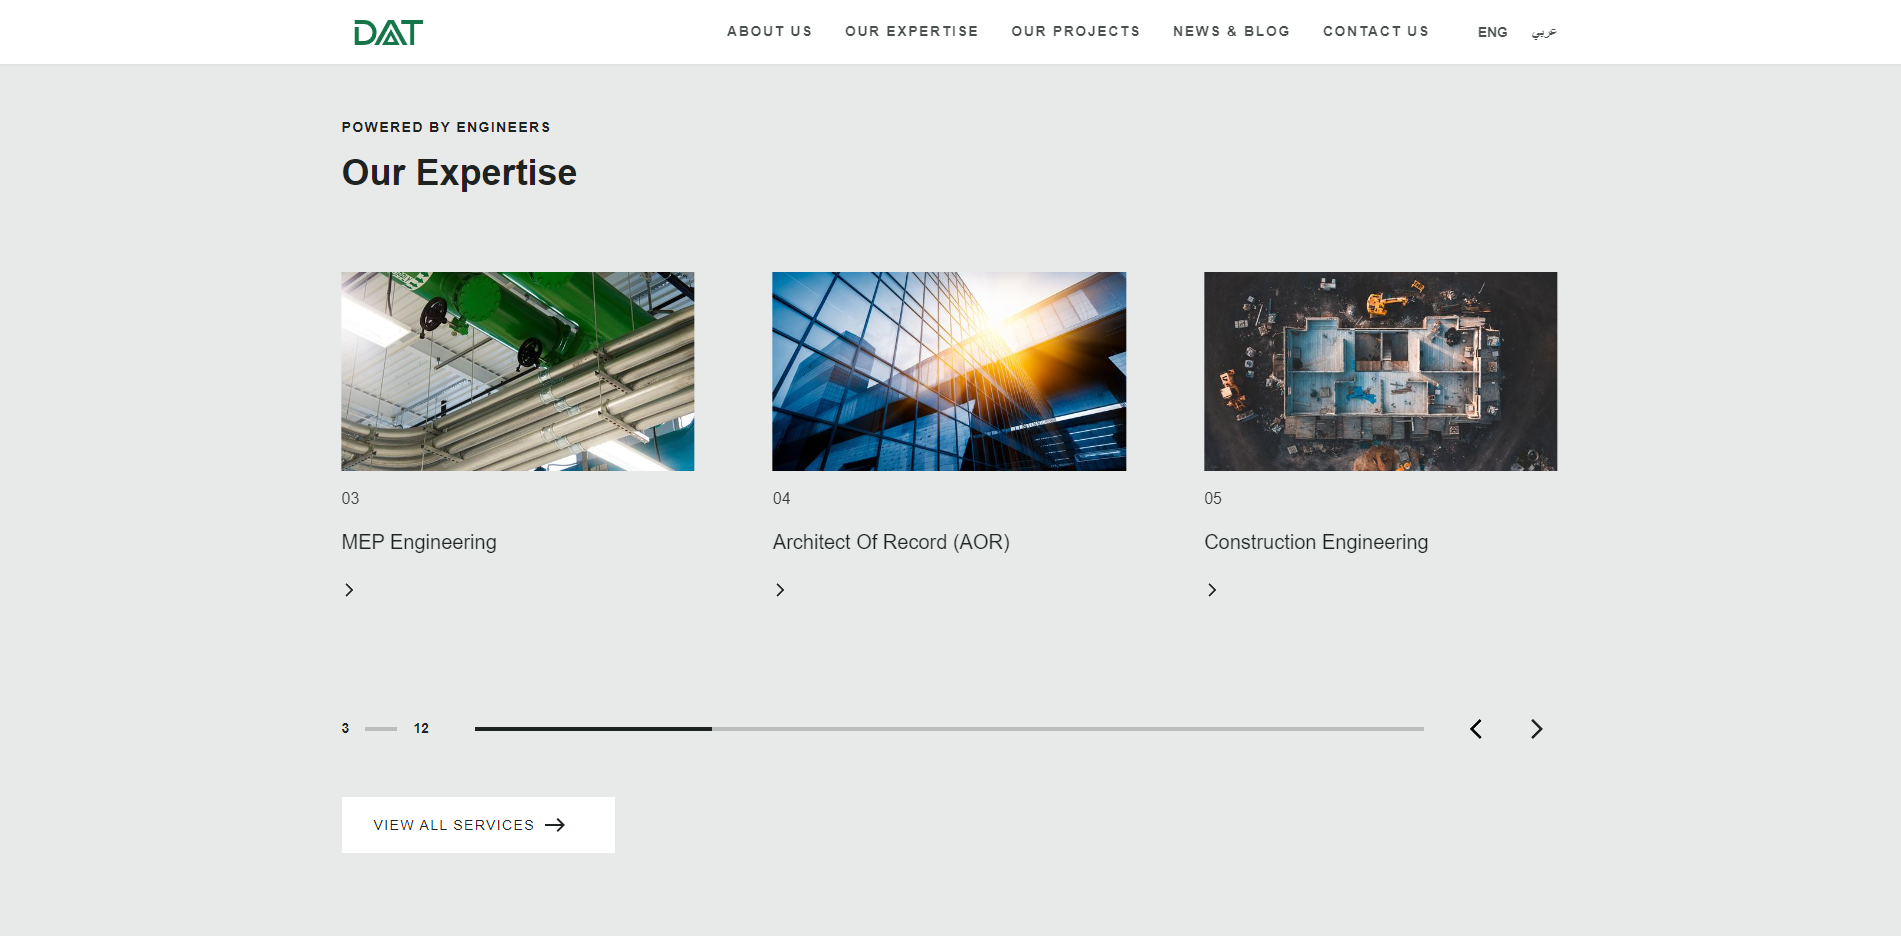 DAT
ABOUT US OUR EXPERTISE OUR PROJECTS NEWS & BLOG CONTACT US ENG عربي
POWERED BY ENGINEERS
Our Expertise
03
MEP Engineering
04
Architect Of Record (AOR)
05
Construction Engineering
3 12
VIEW ALL SERVICES